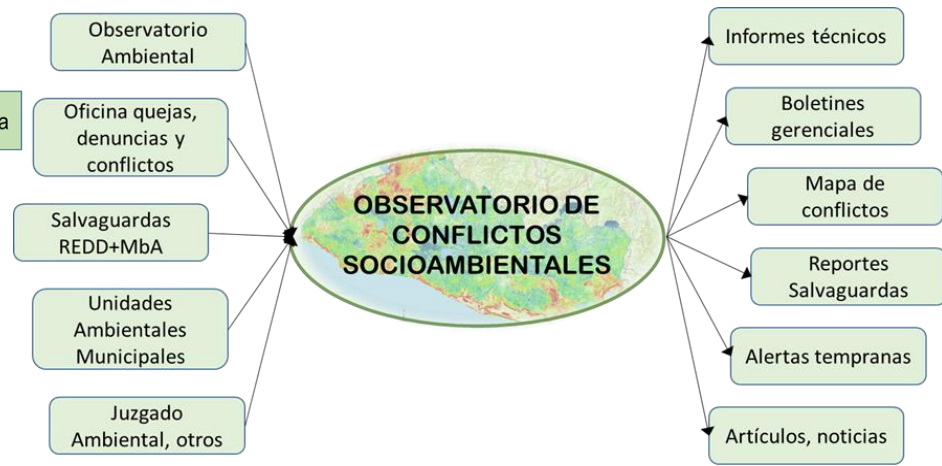 Observatorio
Ambiental
a
Oficina quejas,
denuncias y
conflictos
Salvaguardas
REDD+MbA
Unidades
Ambientales
Municipales
Juzgado
Ambiental, otros
OBSERVATORIO DE
CONFLICTOS
SOCIOAMBIENTALES
Informes técnicos
Boletines
gerenciales
Mapa de
conflictos
Reportes
Salvaguardas
Alertas tempranas
Artículos, noticias